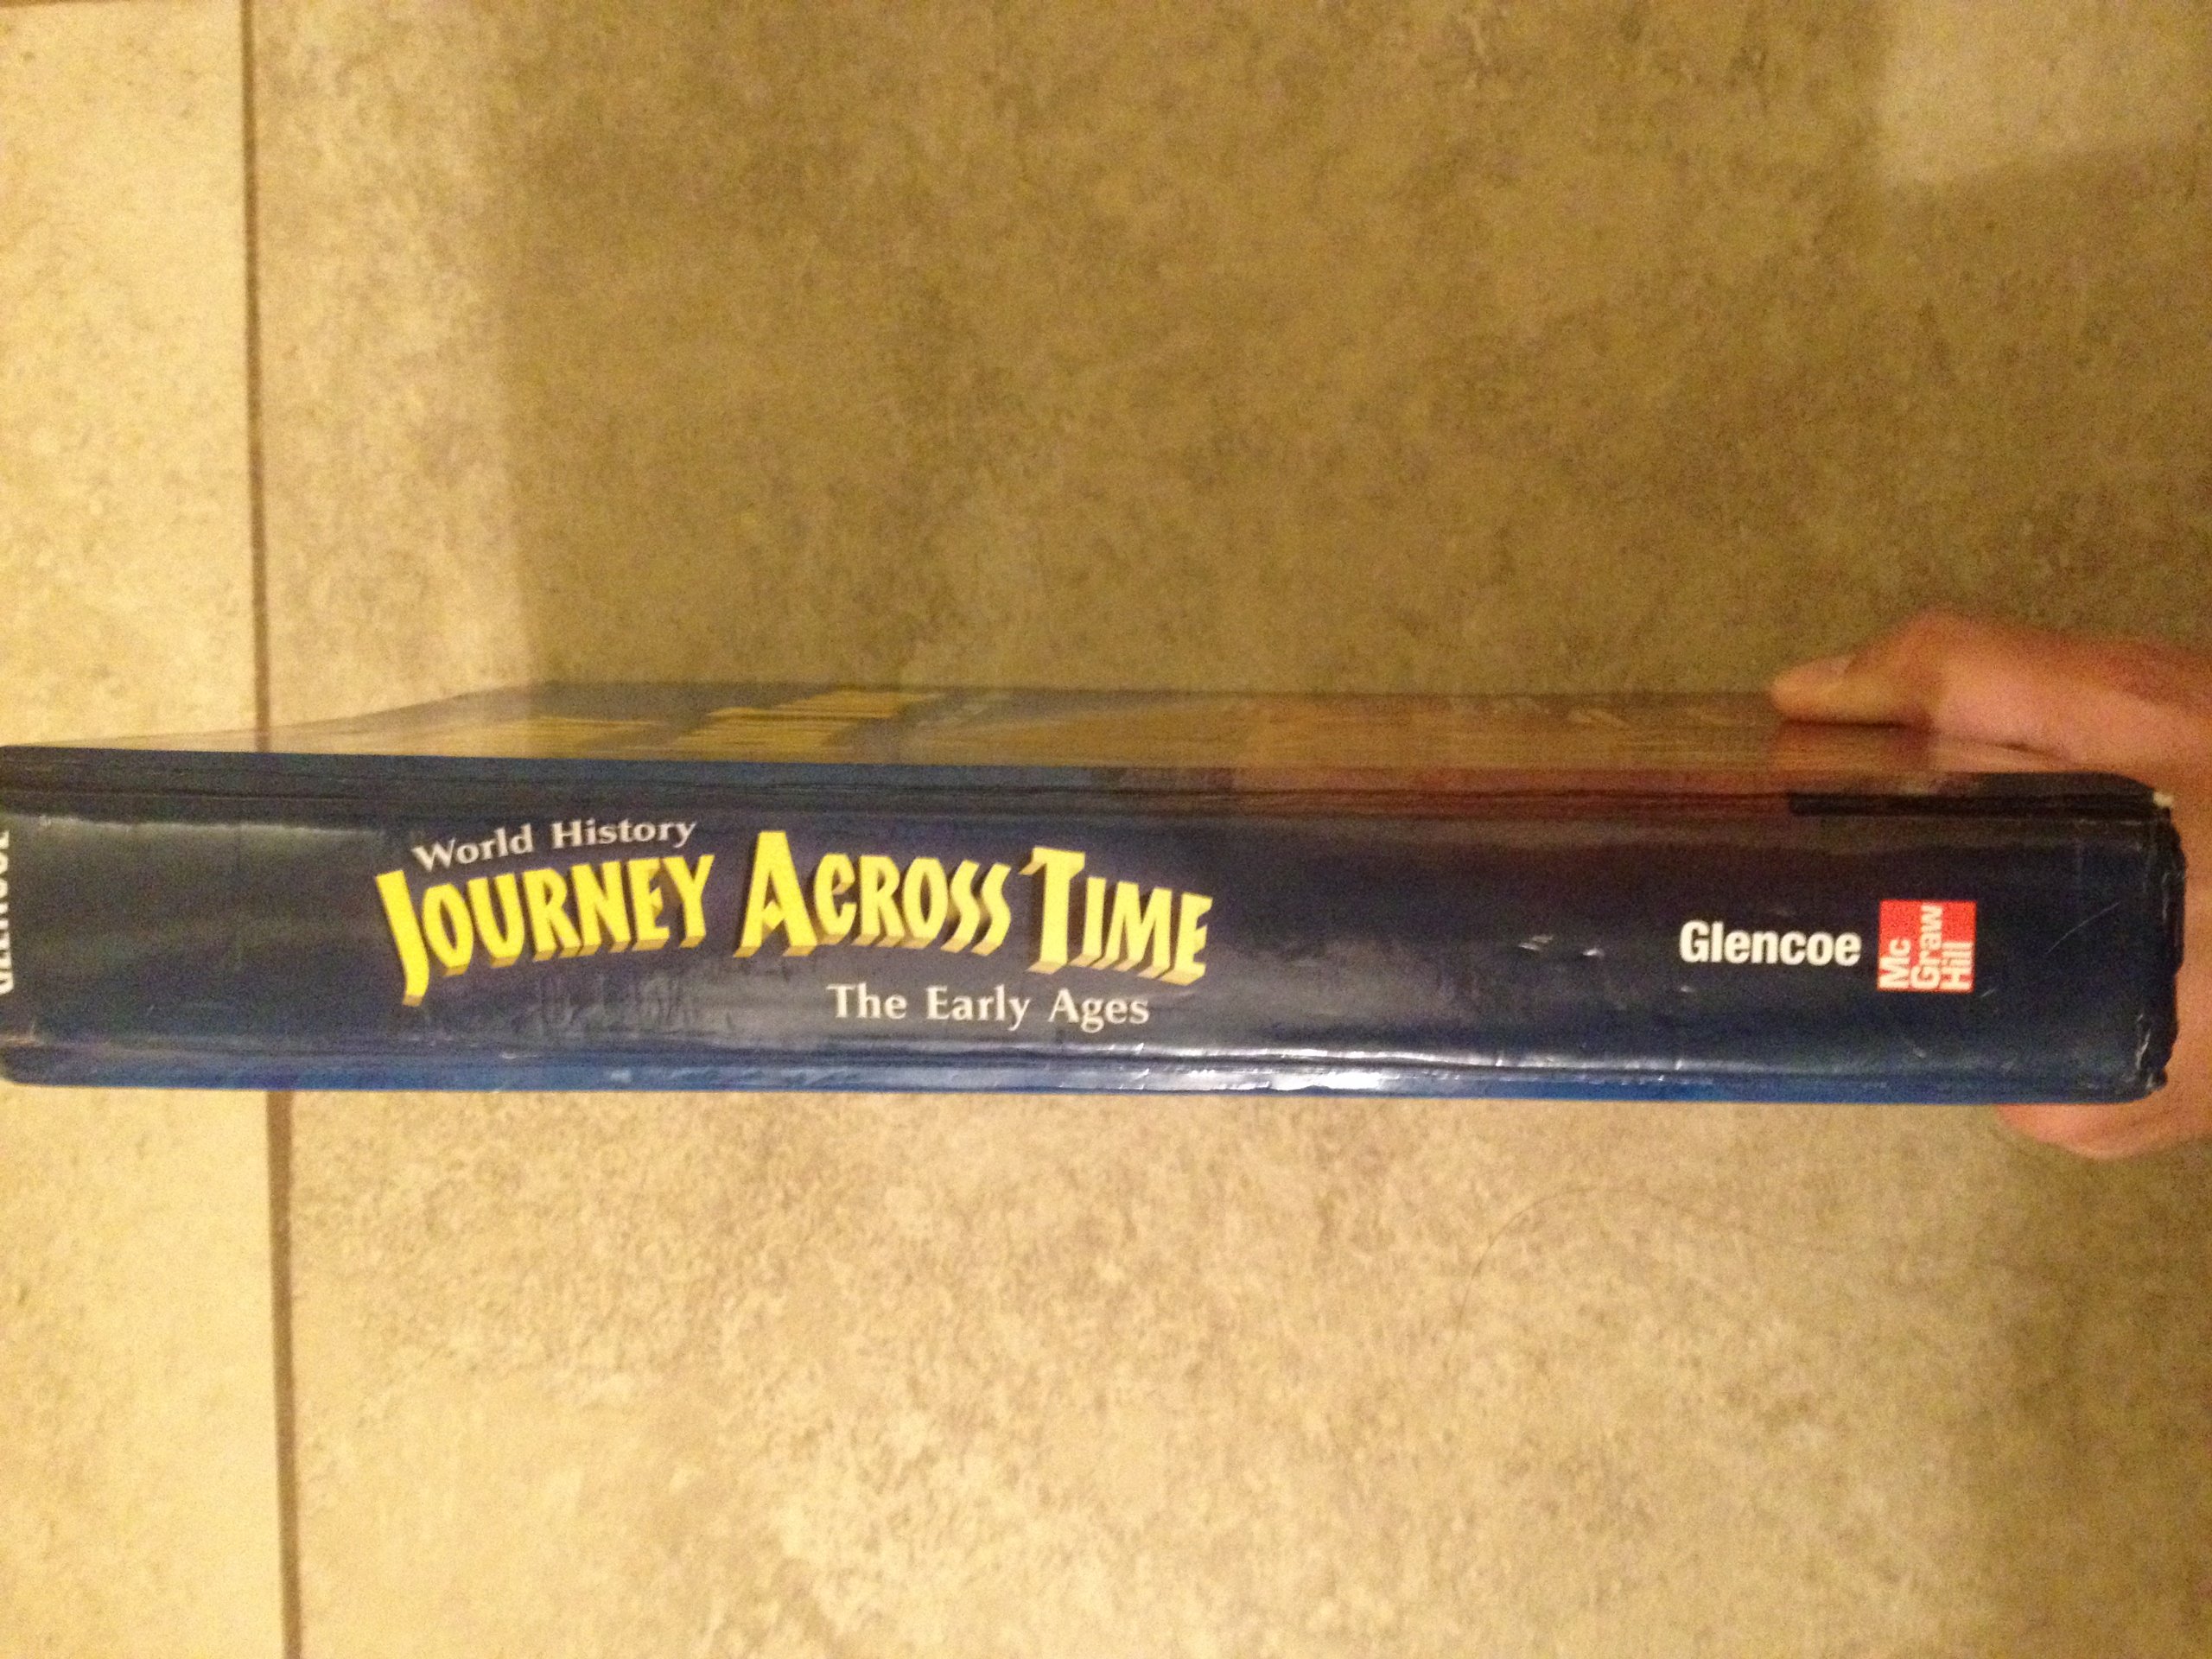 World History
JOURNEY ACROSS TIME
The Early Ages
Glencoe
Mc
Graw
Hill